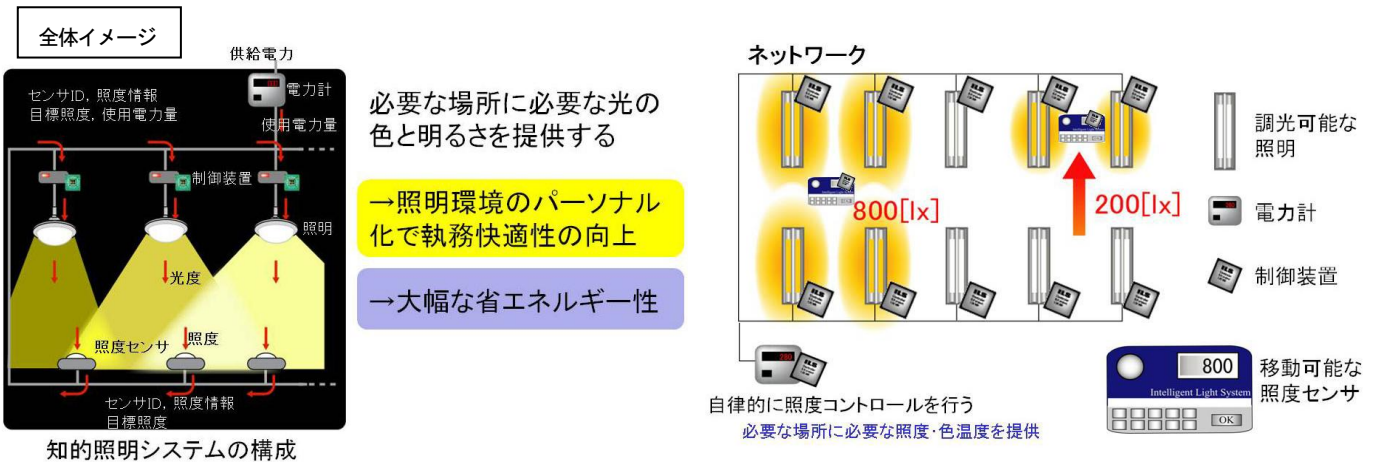 全体イメージ
供給電力
電力計
センサID, 照度情報
目標照度, 使用電力量
使用電力量
制御装置
照明
光度
照度センサ
照度
センサID, 照度情報
目標照度
知的照明システムの構成
必要な場所に必要な光の
色と明るさを提供する
→照明環境のパーソナル
化で執務快適性の向上
→大幅な省エネルギー性
ネットワーク
800[lx]
200[lx]
自律的に照度コントロールを行う
必要な場所に必要な照度・色温度を提供
調光可能な
照明
電力計
制御装置
800
Intelligent Light System
OK
移動可能な
照度センサ